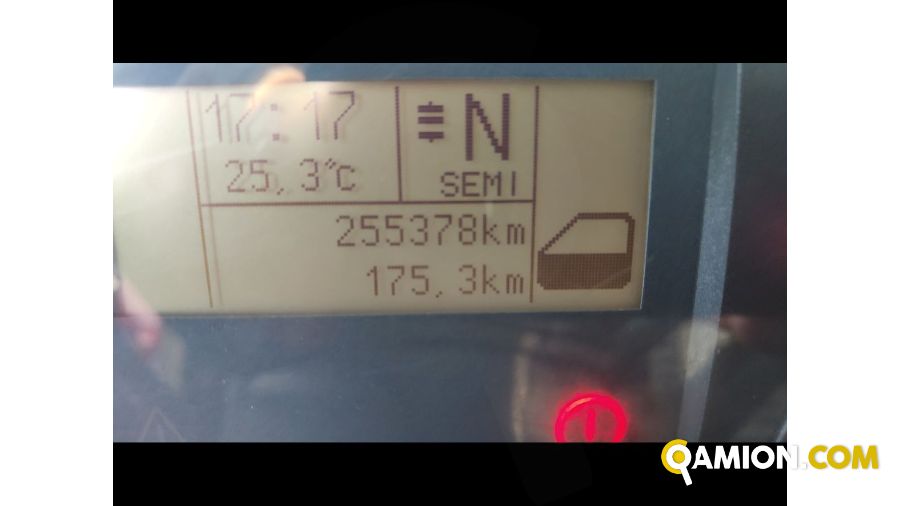 17:17
N
25,3°C
SEMI
255378km
175,3km
QAMION.COM